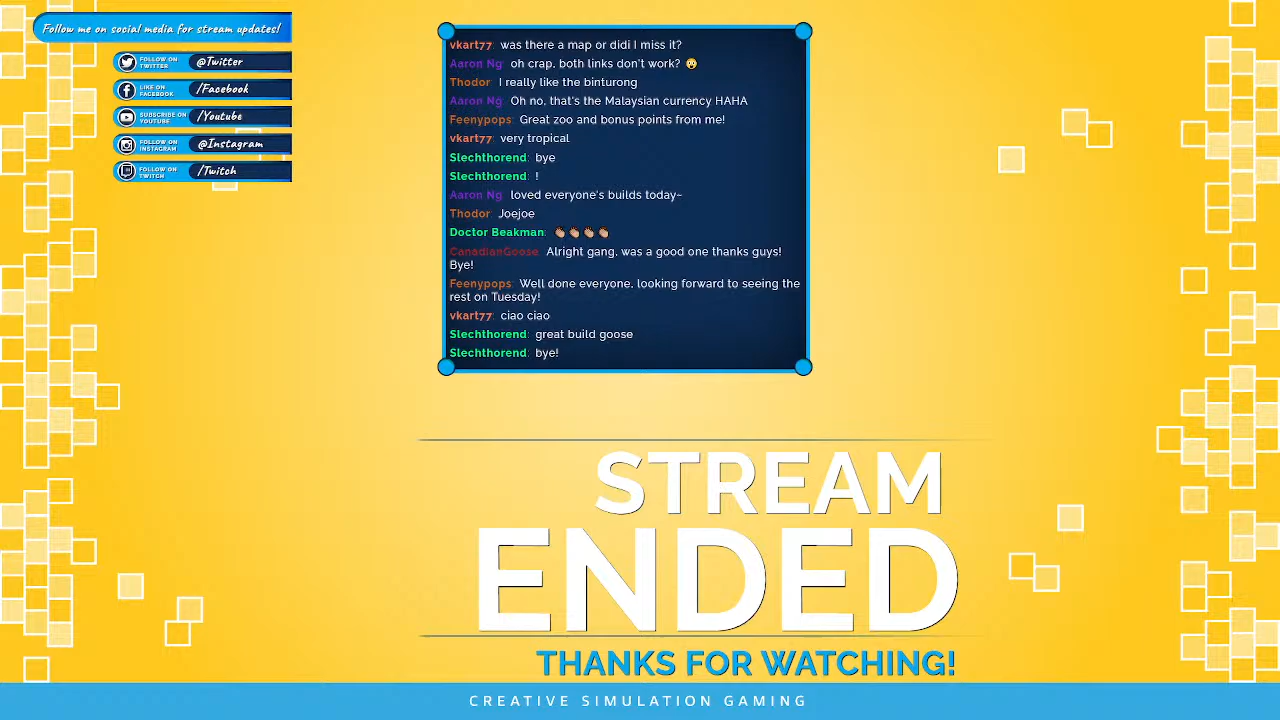 Follow me on social media for stream updates!
FOLLOW ON TWITTER @Twitter
LIKE ON FACEBOOK /Facebook
SUBSCRIBE ON YOUTUBE /Youtube
FOLLOW ON INSTAGRAM @Instagram
FOLLOW ON TWITCH /Twitch
vkart77: was there a map or didi I miss it?
Aaron Ng: oh crap, both links don't work? 😲
Thodor: I really like the binturong
Aaron Ng: Oh no, that's the Malaysian currency HAHA
Feenypops: Great zoo and bonus points from me!
vkart77: very tropical
Slechthorend: bye
Slechthorend: !
Aaron Ng: loved everyone's builds today~
Thodor: Joejoe
Doctor Beakman: 👏🏽 👏🏽 👏🏽 👏🏽
CanadianGoose: Alright gang, was a good one thanks guys!
Bye!
Feenypops: Well done everyone, looking forward to seeing the
rest on Tuesday!
vkart77: ciao ciao
Slechthorend: great build goose
Slechthorend: bye!
STREAM
ENDED
THANKS FOR WATCHING!
CREATIVE SIMULATION GAMING